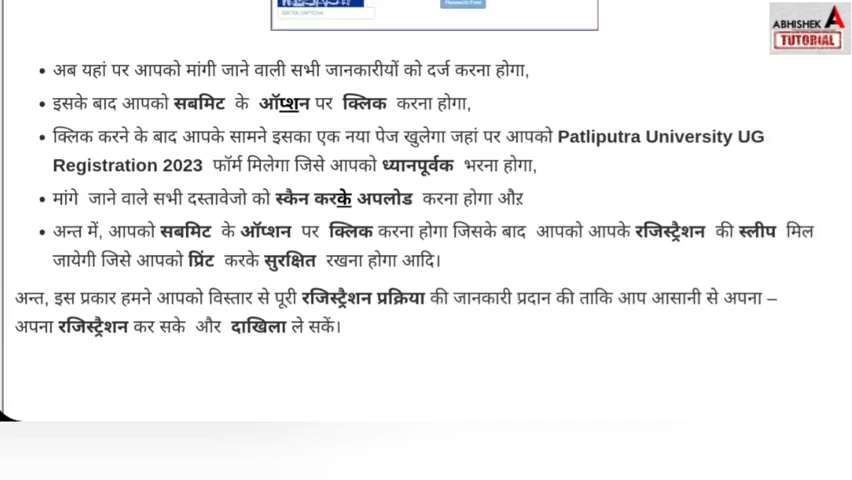 ABHISHEK
TUTORIAL
अब यहां पर आपको मांगी जाने वाली सभी जानकारीयों को दर्ज करना होगा,
इसके बाद आपको सबमिट के ऑप्शन पर क्लिक करना होगा,
क्लिक करने के बाद आपके सामने इसका एक नया पेज खुलेगा जहां पर आपको Patliputra University UG
Registration 2023 फॉर्म मिलेगा जिसे आपको ध्यानपूर्वक भरना होगा,
मांगे जाने वाले सभी दस्तावेजो को स्कैन करके अपलोड करना होगा औऱ
अन्त में, आपको सबमिट के ऑप्शन पर क्लिक करना होगा जिसके बाद आपको आपके रजिस्ट्रैशन की स्लीप मिल
जायेगी जिसे आपको प्रिंट करके सुरक्षित रखना होगा आदि।
अन्त, इस प्रकार हमने आपको विस्तार से पूरी रजिस्ट्रैशन प्रक्रिया की जानकारी प्रदान की ताकि आप आसानी से अपना –
अपना रजिस्ट्रैशन कर सके और दाखिला ले सकें।